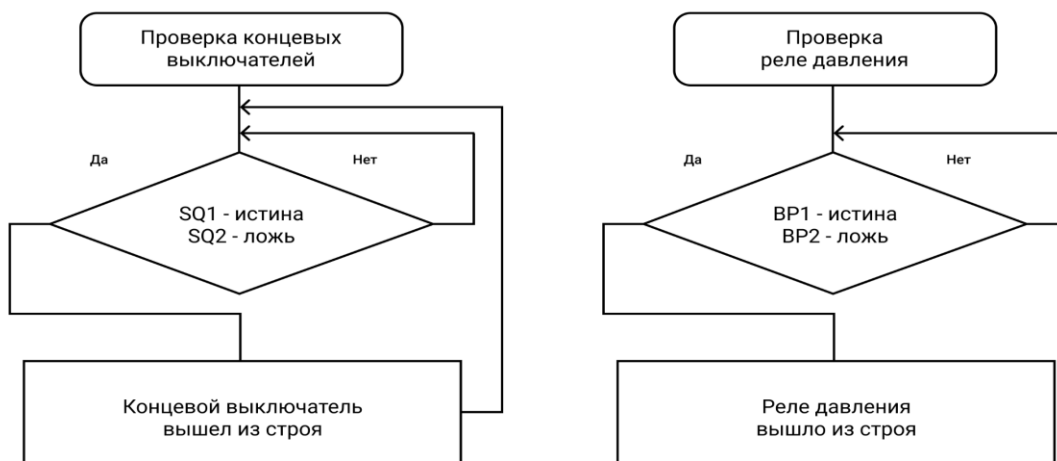 Проверка концевых
выключателей
Да
Нет
SQ1 - истина
SQ2 - ложь
Концевой выключатель
вышел из строя
Проверка
реле давления
Да
Нет
BP1 - истина
BP2 - ложь
Реле давления
вышло из строя